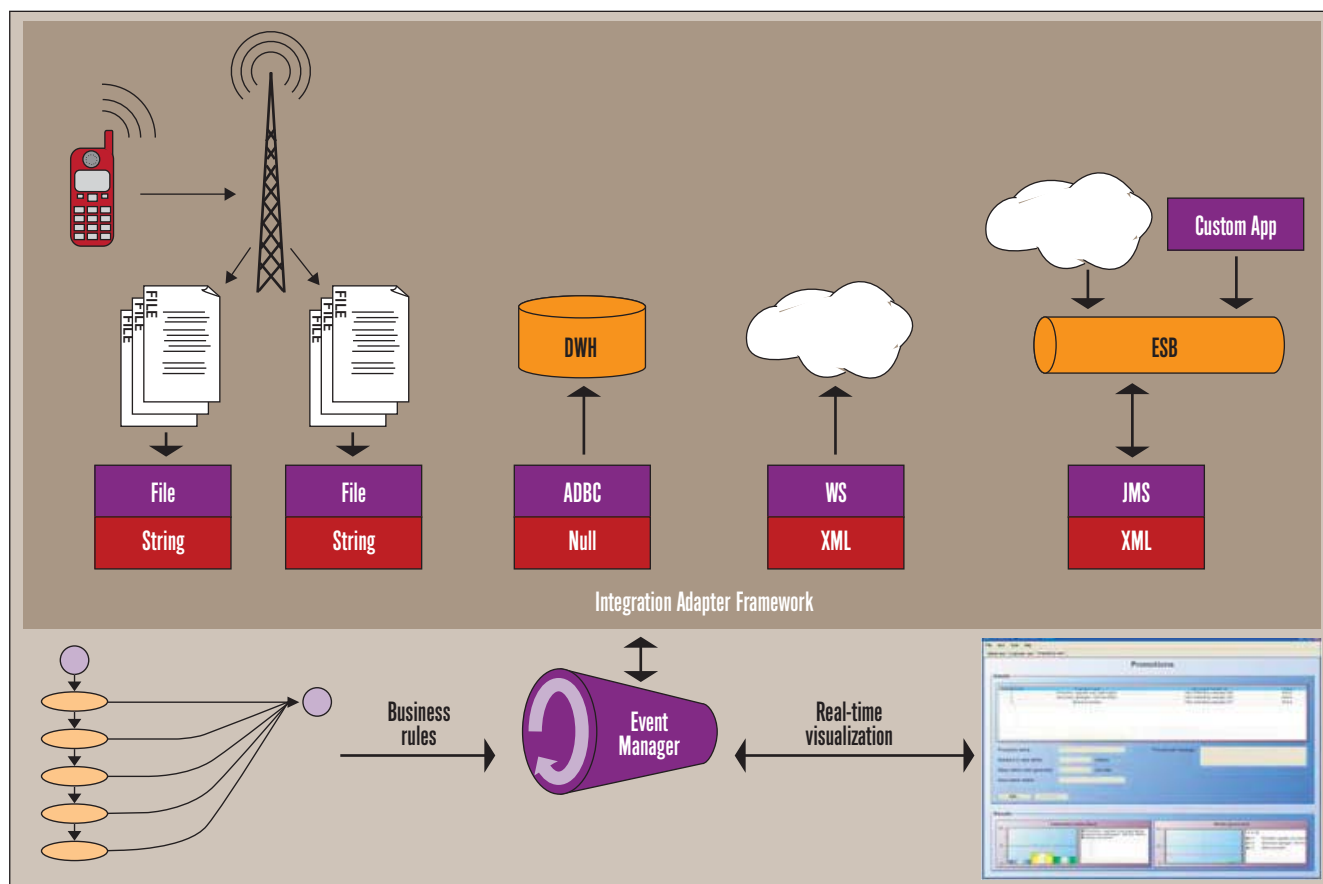 Custom App
FILE
FILE
FILE
FILE
FILE
FILE
DWH
ESB
File
File
ADBC
WS
JMS
String
String
Null
XML
XML
Integration Adapter Framework
Business
rules
Event
Manager
Real-time
visualization
Promotions